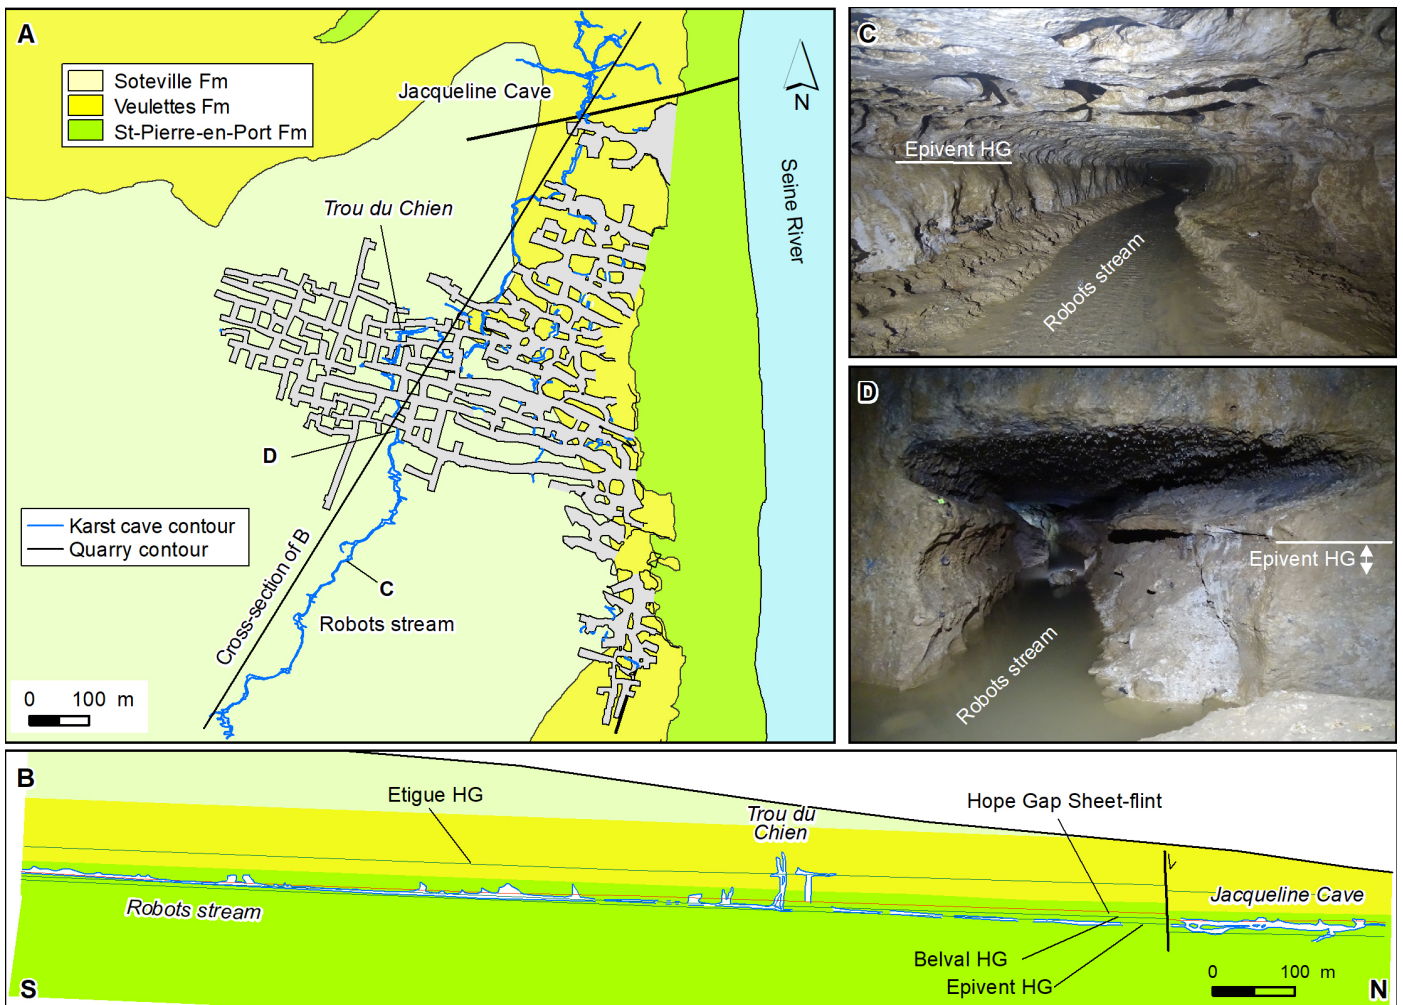 A
Soteville Fm
Veulettes Fm
St-Pierre-en-Port Fm
Jacqueline Cave
N
Seine River
Trou du Chien
D
Karst cave contour
Quarry contour
Cross-section of B
C
Robots stream
0 100 m
C
Epivent HG
Robots stream
D
Epivent HG
Robots stream
B
Etigue HG
Trou du
Chien
Hope Gap Sheet-flint
Jacqueline Cave
Robots stream
Belval HG
Epivent HG
0 100 m
S
N